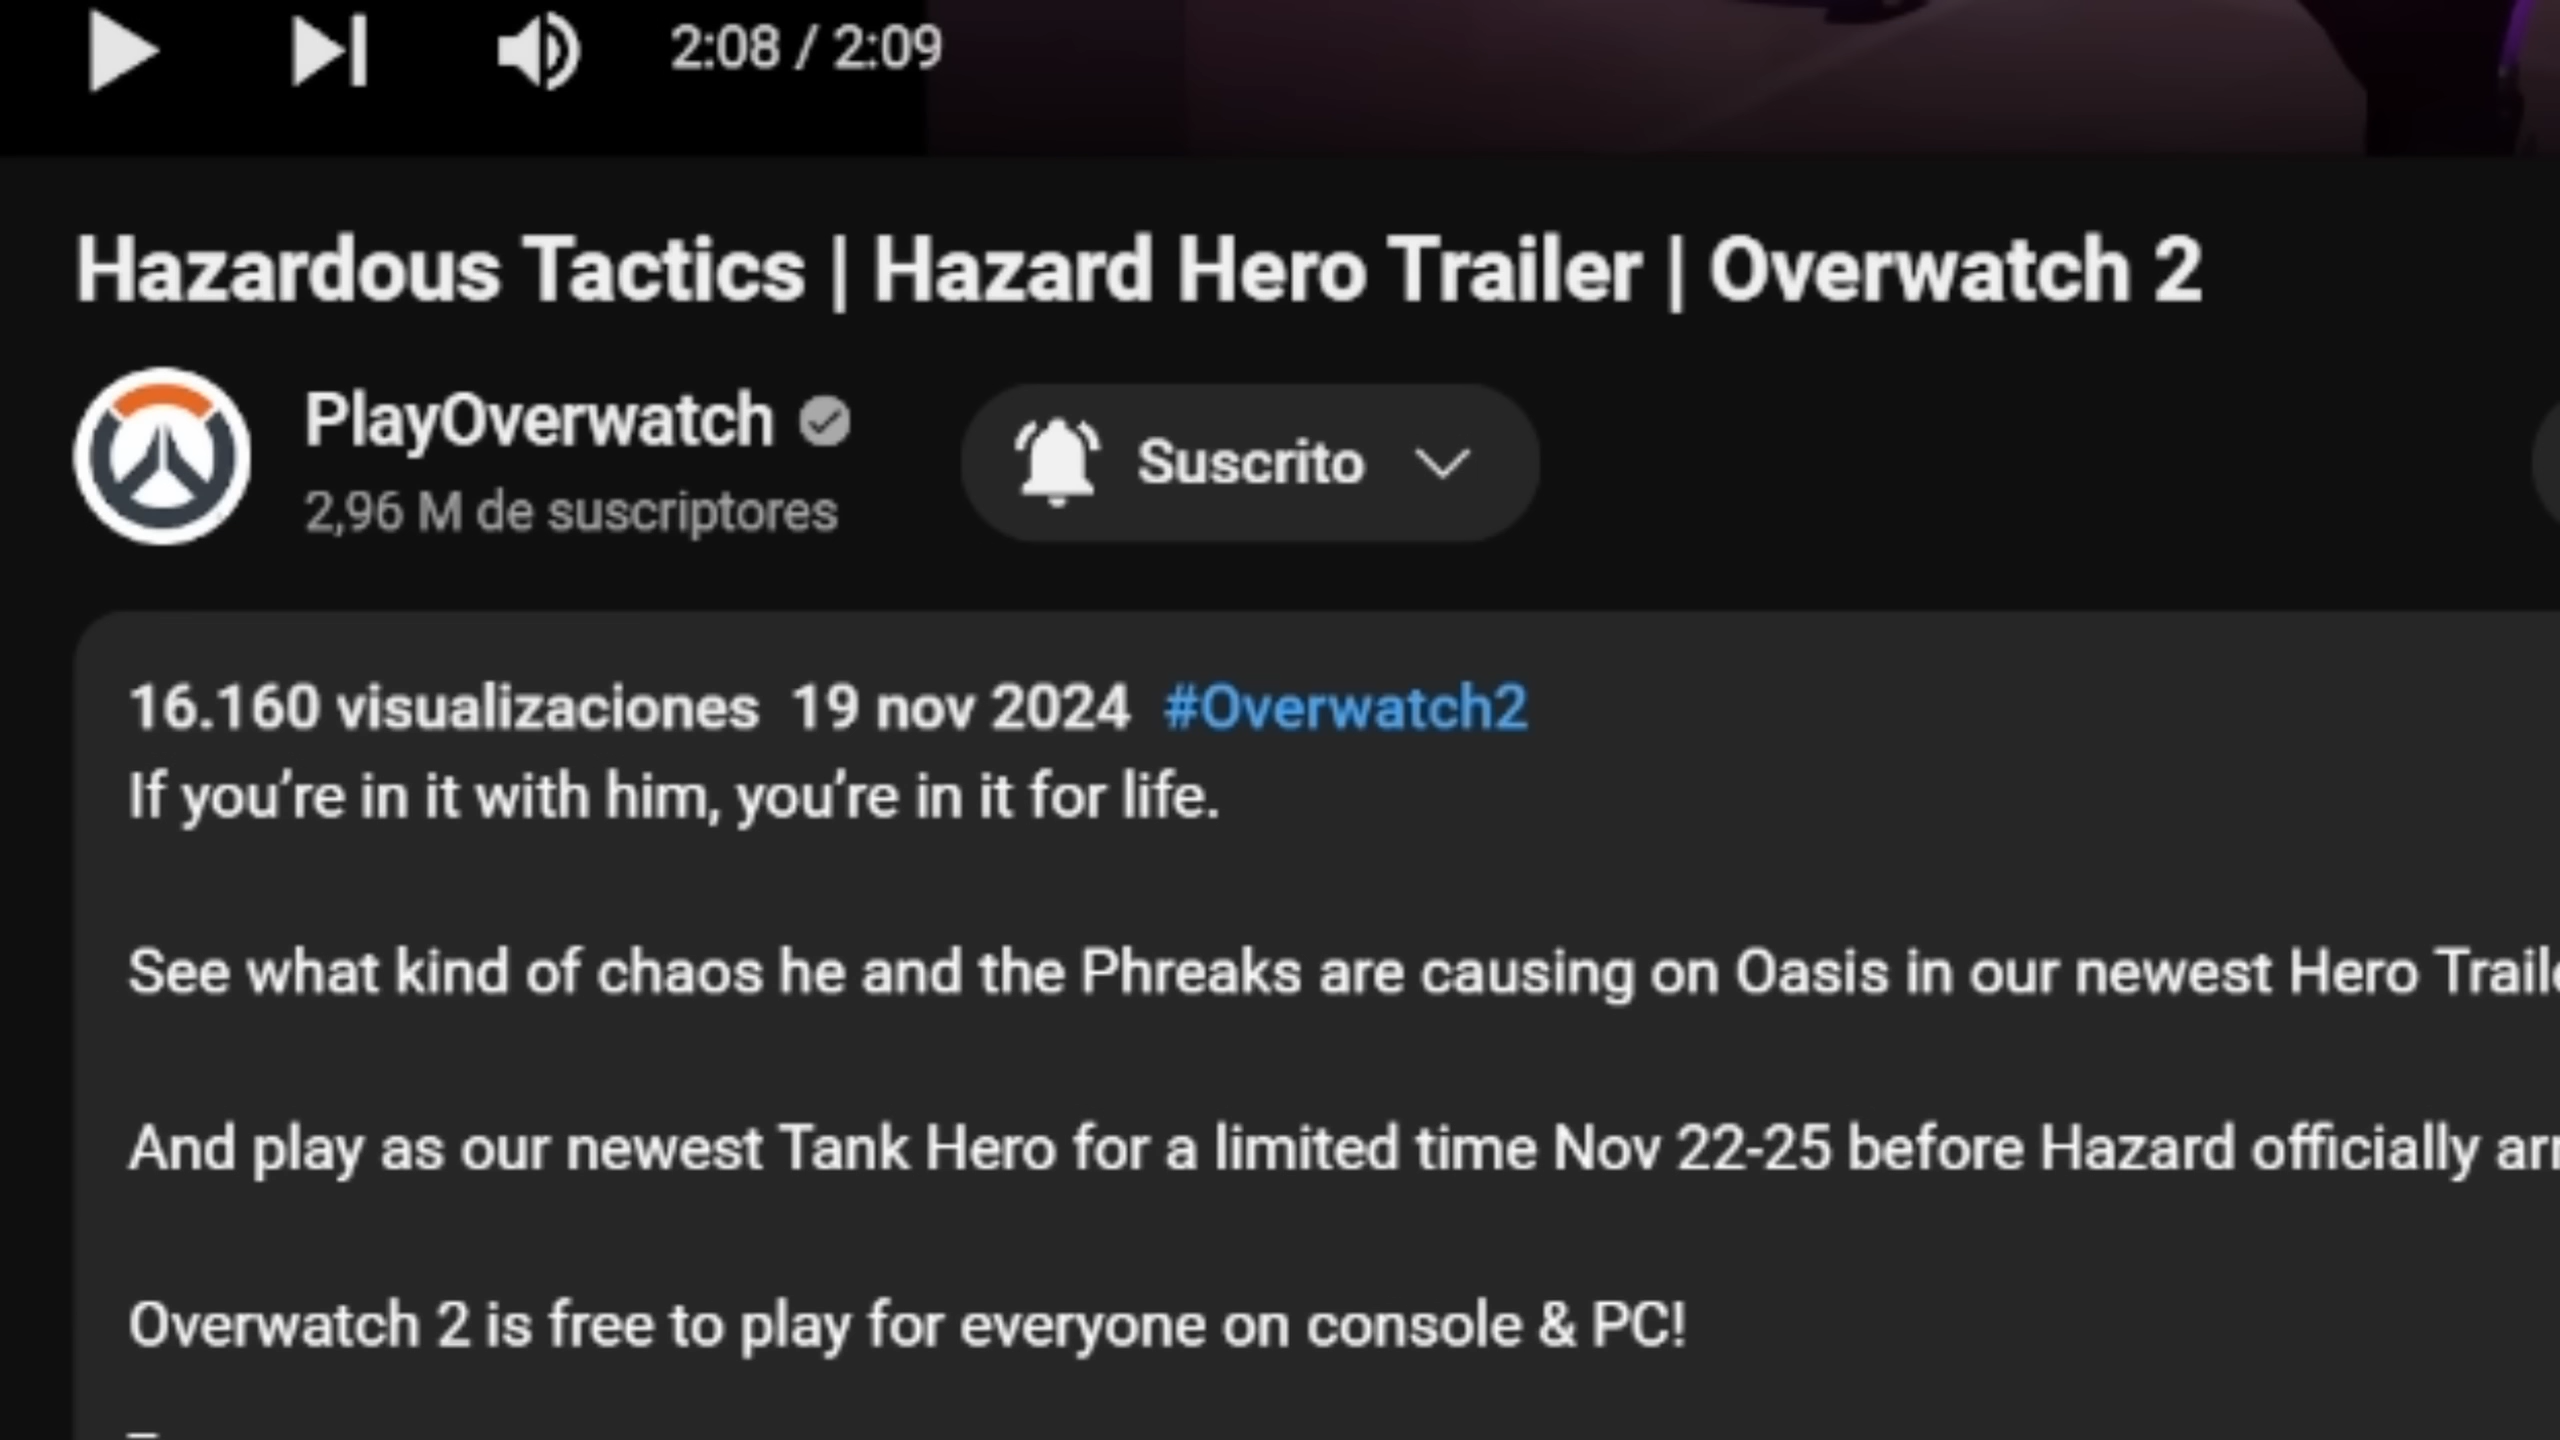 2:08 / 2:09
Hazardous Tactics | Hazard Hero Trailer | Overwatch 2
PlayOverwatch
Suscrito
2,96 M de suscriptores
16.160 visualizaciones 19 nov 2024 #Overwatch2
If you’re in it with him, you’re in it for life.
See what kind of chaos he and the Phreaks are causing on Oasis in our newest Hero
And play as our newest Tank Hero for a limited time Nov 22-25 before Hazard officially
Overwatch 2 is free to play for everyone on console & PC!